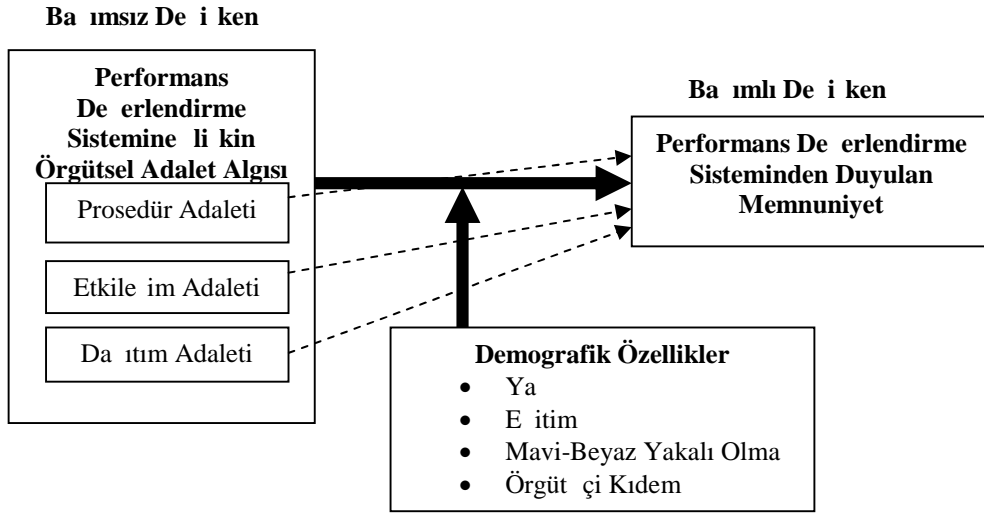 Ba ımsız De i ken
Performans
De erlendirme
Sistemine li kin
Örgütsel Adalet Algısı
Prosedür Adaleti
Etkile im Adaleti
Da ıtım Adaleti
Ba ımlı De i ken
Performans De erlendirme
Sisteminden Duyulan
Memnuniyet
Demografik Özellikler
• Ya
• E itim
• Mavi-Beyaz Yakalı Olma
• Örgüt çi Kıdem